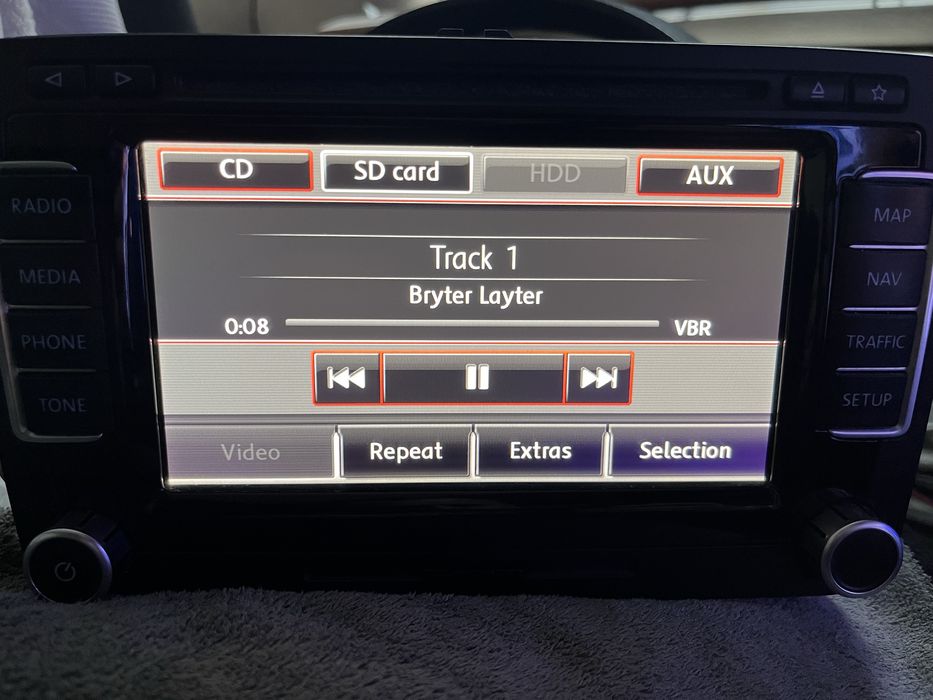 CD SD card HDD AUX
RADIO
MEDIA
PHONE
TONE
Track 1
Bryter Layter
0:08 VBR
Video Repeat Extras Selection
MAP
NAV
TRAFFIC
SETUP